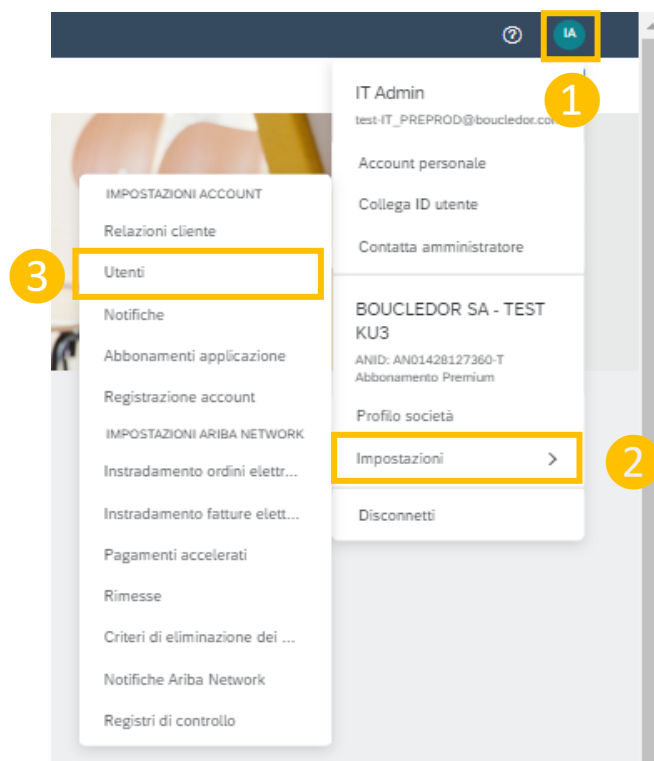 IA
1
IT Admin
test-IT_PREPROD@boucledor.com
Account personale
Collega ID utente
Contatta amministratore
BOUCLEDOR SA - TEST
KU3
ANID: AN01428127360-T
Abbonamento Premium
Profilo società
Impostazioni
2
Disconnetti
IMPOSTAZIONI ACCOUNT
Relazioni cliente
3
Utenti
Notifiche
Abbonamenti applicazione
Registrazione account
IMPOSTAZIONI ARIBA NETWORK
Instradamento ordini elettr...
Instradamento fatture elett...
Pagamenti accelerati
Rimesse
Criteri di eliminazione dei ...
Notifiche Ariba Network
Registri di controllo